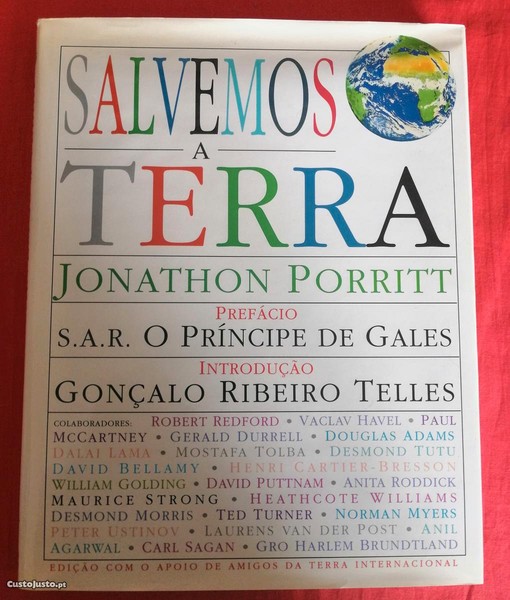 SALVEMOS
A
TERRA
JONATHON PORRITT
PREFÁCIO
S.A.R. O PRÍNCIPE DE GALES
INTRODUÇÃO
GONÇALO RIBEIRO TELLES
COLABORADORES: ROBERT REDFORD • VACLAV HAVEL • PAUL
MCCARTNEY • GERALD DURRELL • DOUGLAS ADAMS
DALAI LAMA • MOSTAFA TOLBA • DESMOND TUTU
DAVID BELLAMY • HENRI CARTIER-BRESSON
WILLIAM GOLDING • DAVID PUTTNAM • ANITA RODDICK
MAURICE STRONG • HEATHCOTE WILLIAMS
DESMOND MORRIS • TED TURNER • NORMAN MYERS
PETER USTINOV • LAURENS VAN DER POST • ANIL
AGARWAL • CARL SAGAN • GRO HARLEM BRUNDTLAND
EDIÇÃO COM O APOIO DE AMIGOS DA TERRA INTERNACIONAL
CustoJusto.pt